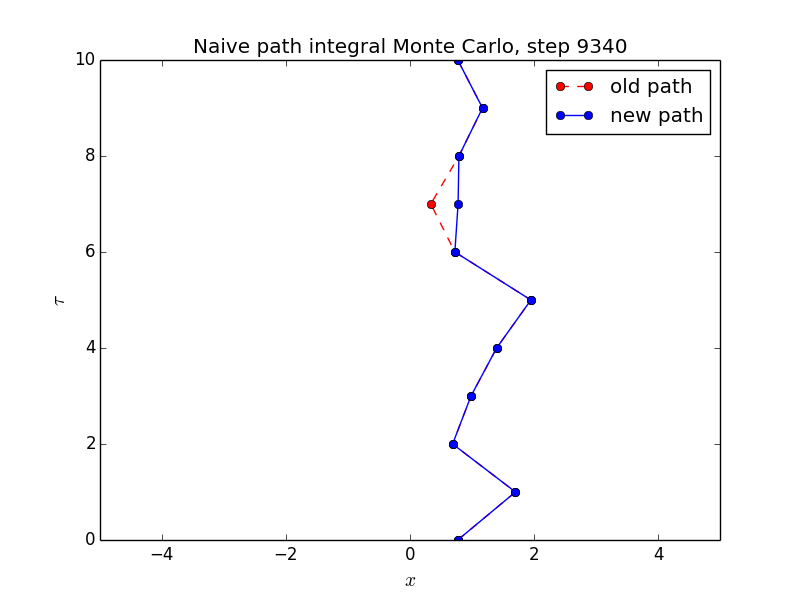 Naive path integral Monte Carlo, step 9340
old path
new path
10
8
6
4
2
0
τ
−4 −2 0 2 4
x